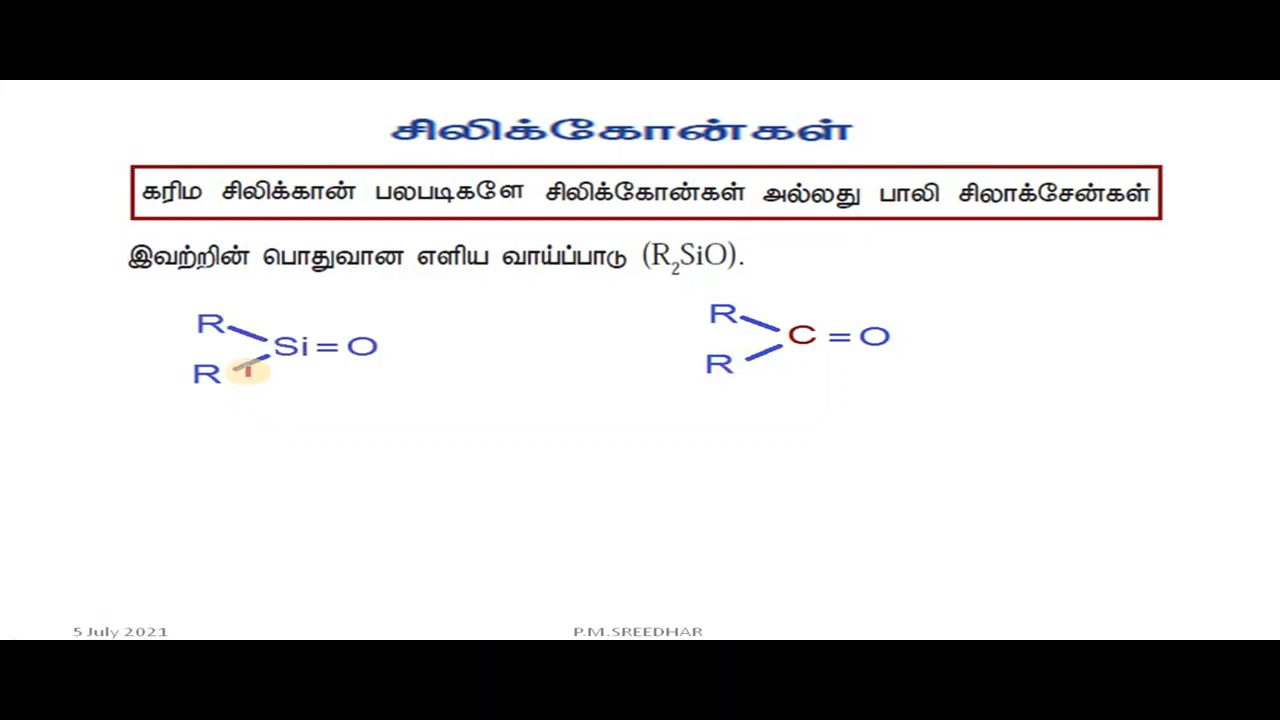 சிலிக்கோன்கள்
கரிம சிலிக்கான் பலபடிகளே சிலிக்கோன்கள் அல்லது பாலி சிலாக்சேன்கள்
இவற்றின் பொதுவான எளிய வாய்ப்பாடு (R₂SiO).
R
Si = O
R
R
C = O
R
5 July 2021
P.M.SREEDHAR